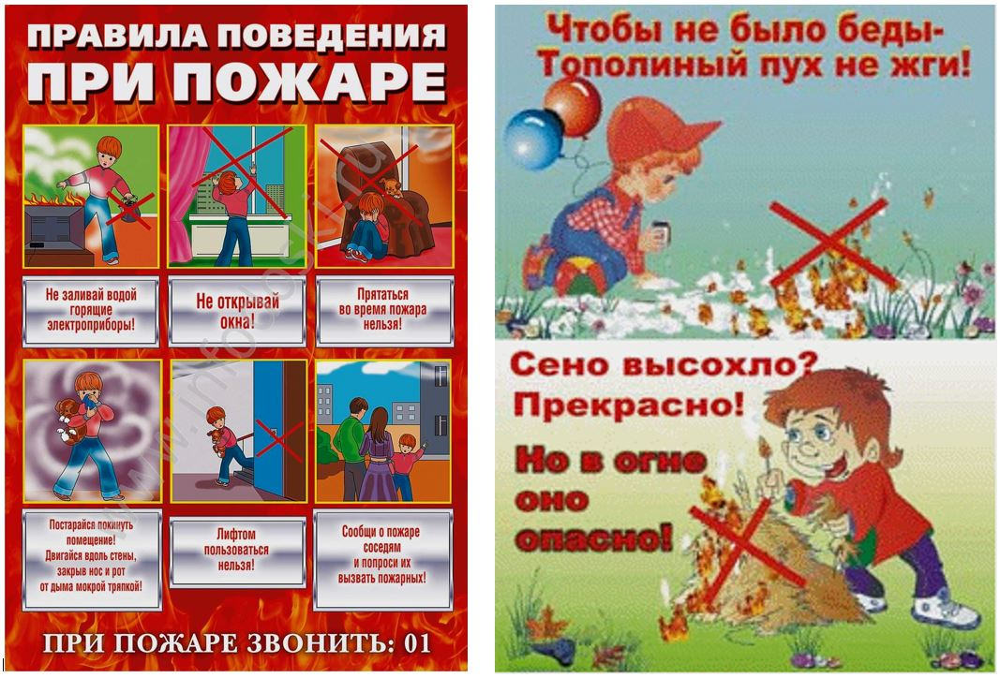 ПРАВИЛА ПОВЕДЕНИЯ
ПРИ ПОЖАРЕ
Не заливай водой
горящие
электроприборы!
Не открывай
окна!
Прятаться
во время пожара
нельзя!
Постарайся покинуть
помещение!
Двигайся вдоль стены,
закрыв нос и рот
от дыма мокрой тряпкой!
Лифтом
пользоваться
нельзя!
Сообщи о пожаре
соседям
и попроси их
вызвать пожарных!
ПРИ ПОЖАРЕ ЗВОНИТЬ: 01
Чтобы не было беды-
Тополиный пух не жги!
Сено высохло?
Прекрасно!
Но в огне
оно
опасно!